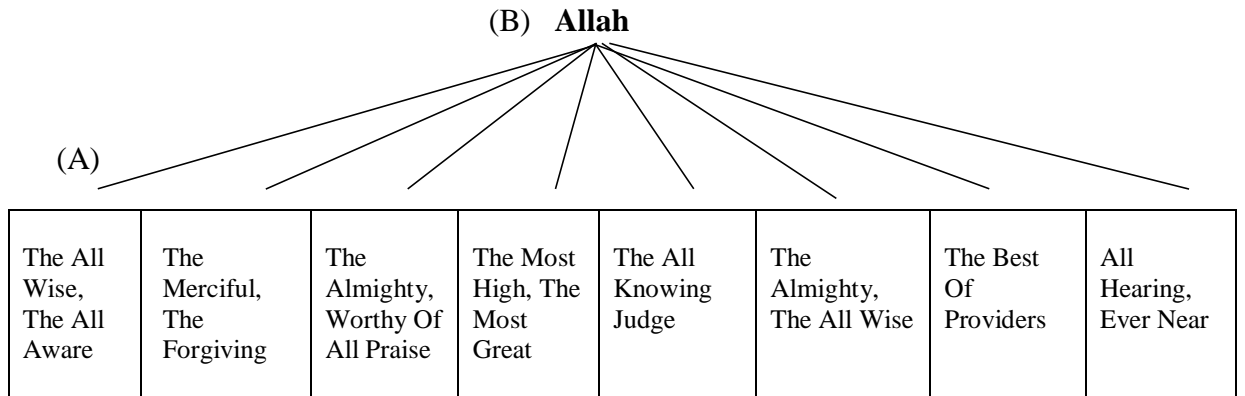 (B) Allah
(A)
The All
Wise,
The All
Aware
The
Merciful,
The
Forgiving
The
Almighty,
Worthy Of
All Praise
The Most
High, The
Most
Great
The All
Knowing
Judge
The
Almighty,
The All Wise
The Best
Of
Providers
All
Hearing,
Ever Near